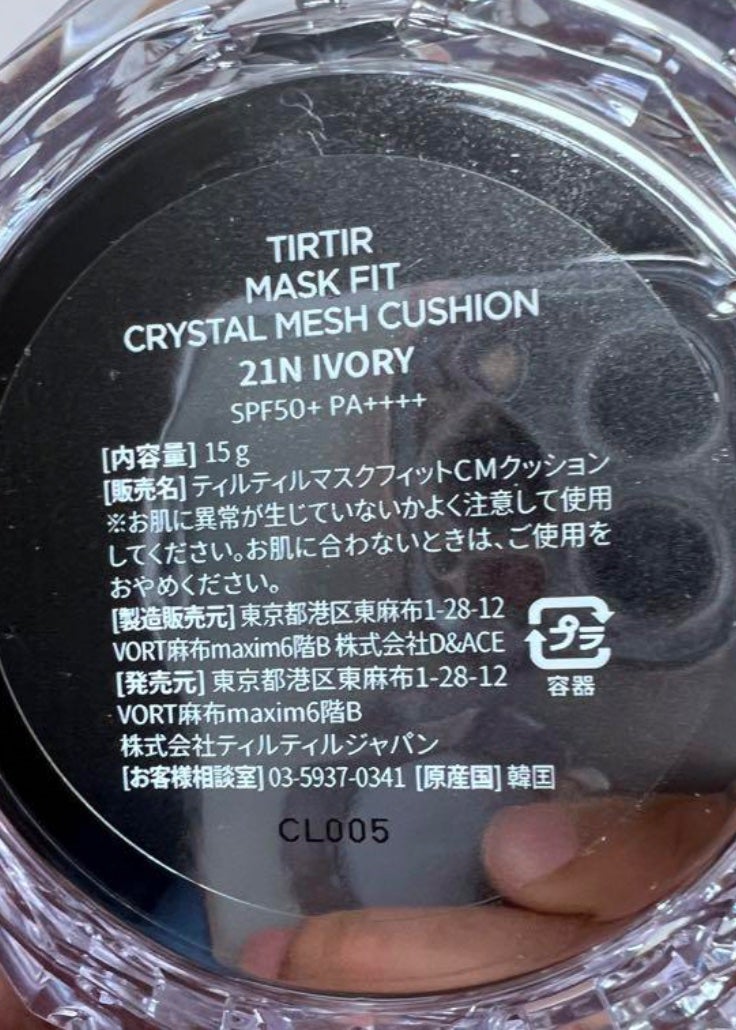 TIRTIR
MASK FIT
CRYSTAL MESH CUSHION
21N IVORY
SPF50+ PA++++
[内容量] 15 g
[販売名] ティルティルマスクフィットCMクッション
※お肌に異常が生じていないかよく注意して使用
してください。お肌に合わないときは、ご使用を
おやめください。
[製造販売元] 東京都港区東麻布1-28-12
VORT麻布maxim6階B 株式会社D&ACE
[発売元] 東京都港区東麻布1-28-12
VORT麻布maxim6階B
株式会社ティルティルジャパン
[お客様相談室] 03-5937-0341 [原産国] 韓国
プラ
容器
CL005